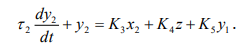 τ₂ dy₂/dt + y₂ = K₃x₂ + K₄z + K₅y₁.